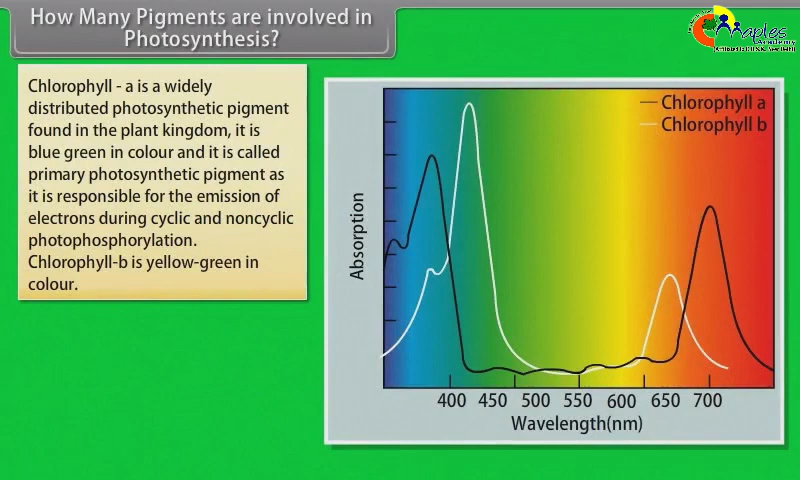 How Many Pigments are involved in
Photosynthesis?
Maples
Academy
Chlorophyll - a is a widely
distributed photosynthetic pigment
found in the plant kingdom, it is
blue green in colour and it is called
primary photosynthetic pigment as
it is responsible for the emission of
electrons during cyclic and noncyclic
photophosphorylation.
Chlorophyll-b is yellow-green in
colour.
Chlorophyll a
Chlorophyll b
Absorption
400 450 500 550 600 650 700
Wavelength(nm)